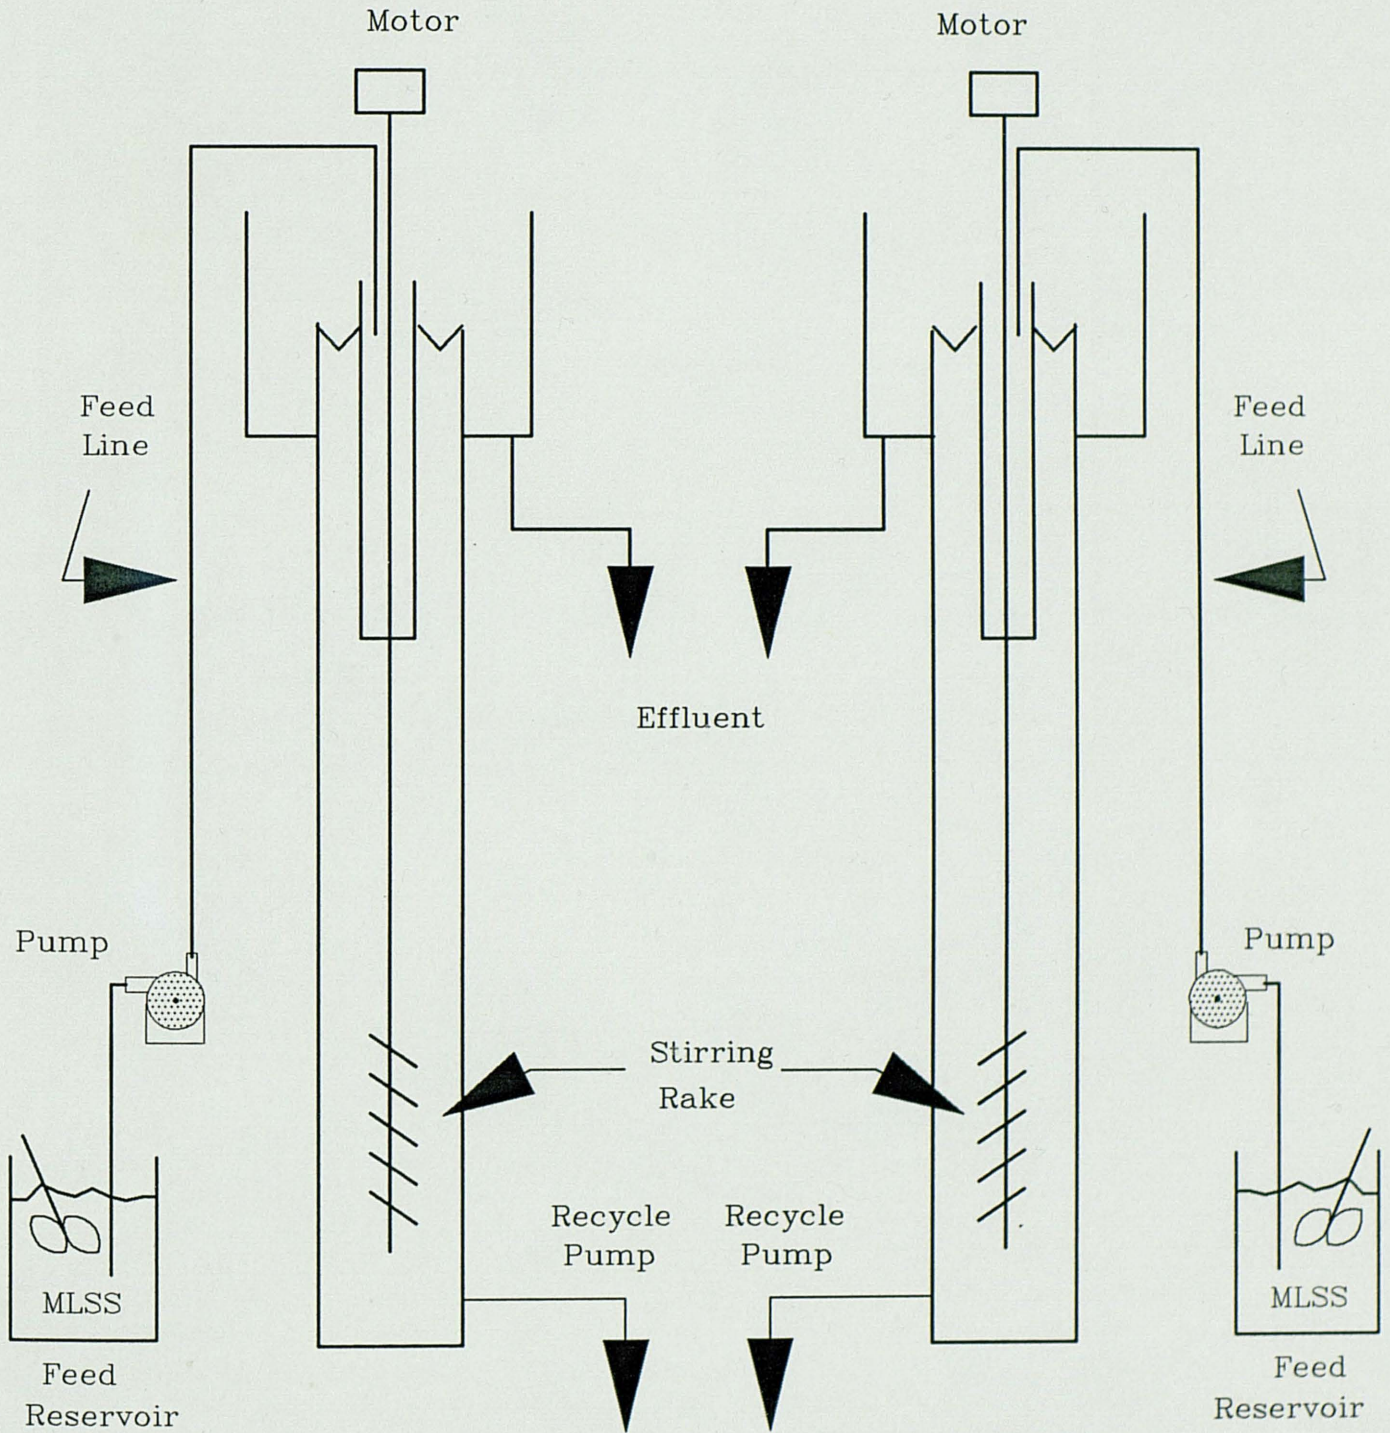 Motor
Motor
Feed
Line
Feed
Line
Effluent
Pump
Pump
Stirring
Rake
Recycle
Pump
Recycle
Pump
MLSS
MLSS
Feed
Reservoir
Feed
Reservoir